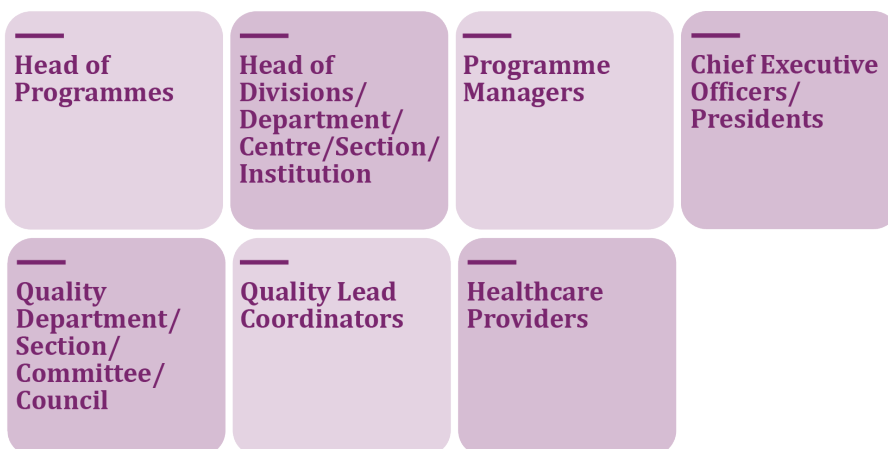 Head of
Programmes
Head of
Divisions/
Department/
Centre/Section/
Institution
Programme
Managers
Chief Executive
Officers/
Presidents
Quality
Department/
Section/
Committee/
Council
Quality Lead
Coordinators
Healthcare
Providers